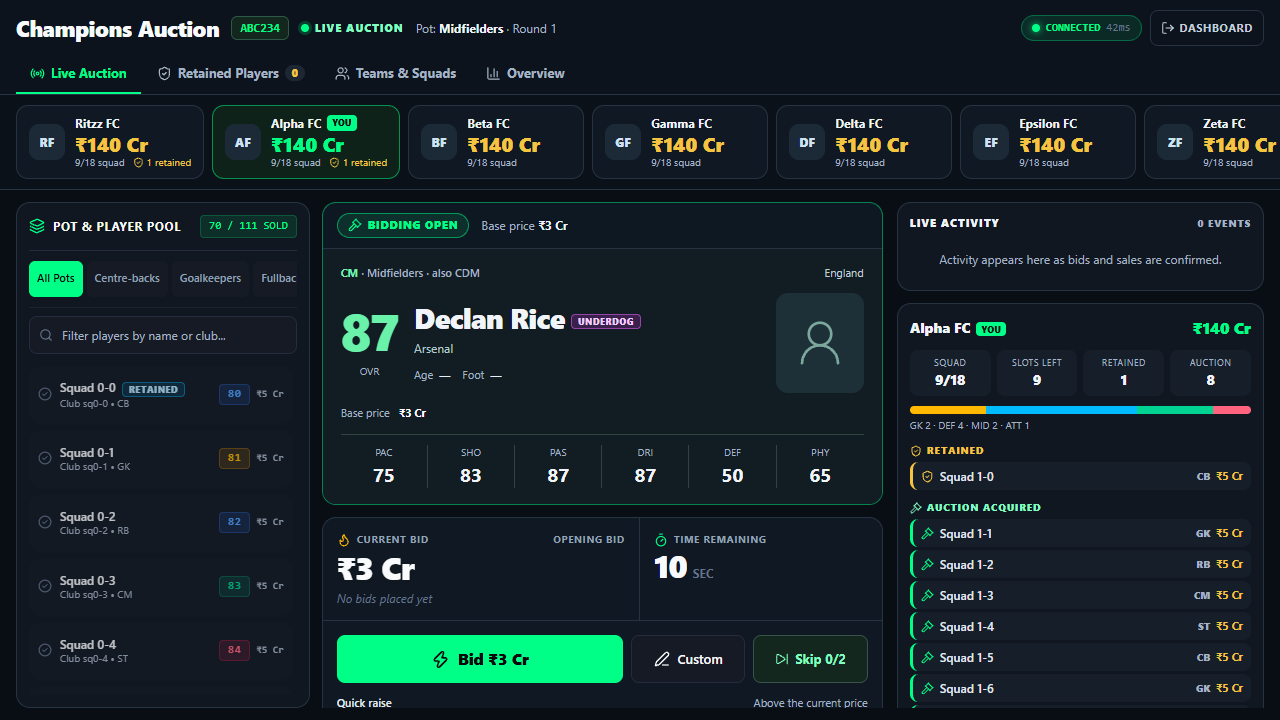 Champions Auction ABC234 LIVE AUCTION Pot: Midfielders · Round 1 CONNECTED 42ms DASHBOARD
Live Auction Retained Players 0 Teams & Squads Overview
RF Ritzz FC ₹140 Cr 9/18 squad 1 retained
AF Alpha FC YOU ₹140 Cr 9/18 squad 1 retained
BF Beta FC ₹140 Cr 9/18 squad
GF Gamma FC ₹140 Cr 9/18 squad
DF Delta FC ₹140 Cr 9/18 squad
EF Epsilon FC ₹140 Cr 9/18 squad
ZF Zeta FC ₹140 Cr 9/18 squad
POT & PLAYER POOL 70 / 111 SOLD
All Pots Centre-backs Goalkeepers Fullbac
Filter players by name or club...
Squad 0-0 RETAINED 80 ₹5 Cr
Club sq0-0 • CB
Squad 0-1 81 ₹5 Cr
Club sq0-1 • GK
Squad 0-2 82 ₹5 Cr
Club sq0-2 • RB
Squad 0-3 83 ₹5 Cr
Club sq0-3 • CM
Squad 0-4 84 ₹5 Cr
Club sq0-4 • ST
BIDDING OPEN Base price ₹3 Cr
CM · Midfielders · also CDM England
87 OVR
Declan Rice UNDERDOG
Arsenal
Age — Foot —
Base price ₹3 Cr
PAC SHO PAS DRI DEF PHY
75 83 87 87 50 65
CURRENT BID OPENING BID
₹3 Cr
No bids placed yet
TIME REMAINING
10 SEC
Bid ₹3 Cr Custom Skip 0/2
Quick raise Above the current price
LIVE ACTIVITY 0 EVENTS
Activity appears here as bids and sales are confirmed.
Alpha FC YOU ₹140 Cr
SQUAD SLOTS LEFT RETAINED AUCTION
9/18 9 1 8
GK 2 · DEF 4 · MID 2 · ATT 1
RETAINED
Squad 1-0 CB ₹5 Cr
AUCTION ACQUIRED
Squad 1-1 GK ₹5 Cr
Squad 1-2 RB ₹5 Cr
Squad 1-3 CM ₹5 Cr
Squad 1-4 ST ₹5 Cr
Squad 1-5 CB ₹5 Cr
Squad 1-6 GK ₹5 Cr